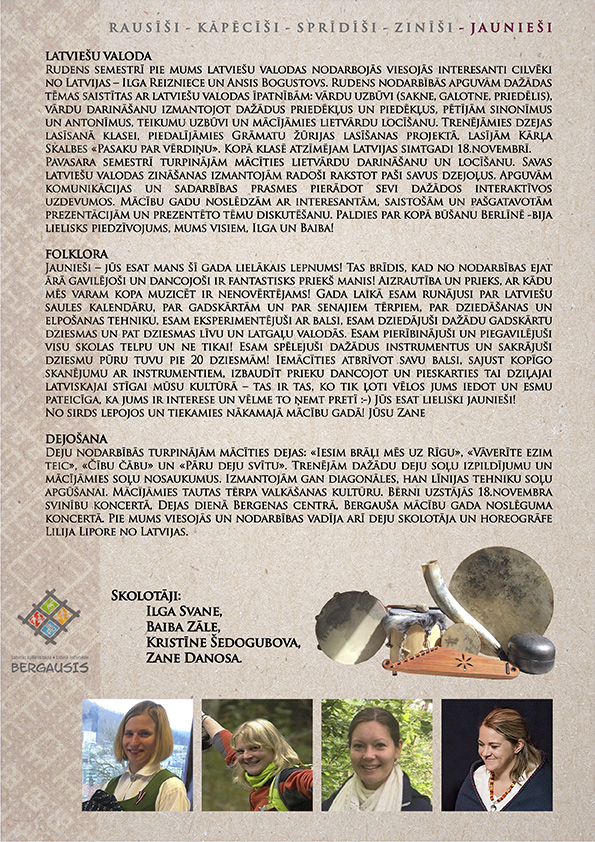 RAUSĪŠI - KĀPĒCĪŠI - SPRĪDĪŠI - ZINĪŠI - JAUNIEŠI
LATVIEŠU VALODA
RUDENS SEMESTRĪ PIE MUMS LATVIEŠU VALODAS NODARBOJĀS VIESOJĀS INTERESANTI CILVĒKI
NO LATVIJAS – ILGA REIZNIECE UN ANSIS BOGUSTOVS. RUDENS NODARBĪBĀS APGUVĀM DAŽĀDAS
TĒMAS SAISTĪTAS AR LATVIEŠU VALODAS ĪPATNĪBĀM: VĀRDU UZBŪVI (SAKNE, GALOTNE, PRIEDĒLIS),
VĀRDU DARINĀŠANU IZMANTOJOT DAŽĀDUS PRIEDĒKĻUS UN PIEDĒKĻUS, PĒTĪJĀM SINONĪMUS
UN ANTONĪMUS, TEIKUMU UZBŪVI UN MĀCĪJĀMIES LIETVĀRDU LOCĪŠANU. TRENĒJĀMIES DZEJAS
LASĪŠANĀ KLASEI, PIEDALĪJĀMIES GRĀMATU ŽŪRIJAS LASĪŠANAS PROJEKTĀ, LASĪJĀM KĀRĻA
SKALBES «PASAKU PAR VĒRDIŅU». KOPĀ KLASĒ ATZĪMĒJAM LATVIJAS SIMTGADI 18.NOVEMBRĪ.
PAVASARA SEMESTRĪ TURPINĀJĀM MĀCĪTIES LIETVĀRDU DARINĀŠANU UN LOCĪŠANU. SAVAS
LATVIEŠU VALODAS ZINĀŠANAS IZMANTOJĀM RADOŠI RAKSTOT PAŠI SAVUS DZEJOĻUS. APGUVĀM
KOMUNIKĀCIJAS UN SADARBĪBAS PRASMES PIERĀDOT SEVI DAŽĀDOS INTERAKTĪVOS
UZDEVUMOS. MĀCĪBU GADU NOSLĒDZĀM AR INTERESANTĀM, SAISTOŠĀM UN PAŠGATAVOTĀM
PREZENTĀCIJĀM UN PREZENTĒTO TĒMU DISKUTĒŠANU. PALDIES PAR KOPĀ BŪŠANU BERLĪNĒ -BIJA
LIELISKS PIEDZĪVOJUMS, MUMS VISIEM, ILGA UN BAIBA!
FOLKLORA
JAUNIEŠI – JŪS ESAT MANS ŠĪ GADA LIELĀKAIS LEPNUMS! TAS BRĪDIS, KAD NO NODARBĪBAS EJAT
ĀRĀ GAVILĒJOŠI UN DANCOJOŠI IR FANTASTISKS PRIEKŠ MANIS! AIZRAUTĪBA UN PRIEKS, AR KĀDU
MĒS VARAM KOPA MUZICĒT IR NENOVĒRTĒJAMS! GADA LAIKĀ ESAM RUNĀJUSI PAR LATVIEŠU
SAULES KALENDĀRU, PAR GADSKĀRTĀM UN PAR SENAJIEM TĒRPIEM, PAR DZIEDĀŠANAS UN
ELPOŠANAS TEHNIKU, ESAM EKSPERIMENTĒJUŠI AR BALSI, ESAM DZIEDĀJUŠI DAŽĀDU GADSKĀRTU
DZIESMAS UN PAT DZIESMAS LĪVU UN LATGAĻU VALODĀS. ESAM PIERĪBINĀJUŠI UN PIEGAVILĒJUŠI
VISU SKOLAS TELPU UN NE TIKAI! ESAM SPĒLEJUŠI DAŽĀDUS INSTRUMENTUS UN SAKRĀJUŠI
DZIESMU PŪRU TUVU PIE 20 DZIESMĀM! IEMĀCĪTIES ATBRĪVOT SAVU BALSI, SAJUST KOPĪGO
SKANĒJUMU AR INSTRUMENTIEM, IZBAUDĪT PRIEKU DANCOJOT UN PIESKARTIES TAI DZIĻAJAI
LATVISKAJAI STĪGAI MŪSU KULTŪRĀ – TAS IR TAS, KO TIK ĻOTI VĒLOS JUMS IEDOT UN ESMU
PATEICĪGA, KA JUMS IR INTERESE UN VĒLME TO ŅEMT PRETĪ :-) JŪS ESAT LIELISKI JAUNIEŠI!
NO SIRDS LEPOJOS UN TIEKAMIES NĀKAMAJĀ MĀCĪBU GADĀ! JŪSU ZANE
DEJOŠANA
DEJU NODARBĪBĀS TURPINĀJĀM MĀCĪTIES DEJAS: «IESIM BRĀĻI MĒS UZ RĪGU», «VĀVERĪTE EZIM
TEIC», «ČĪBU ČĀBU» UN «PĀRU DEJU SVĪTU». TRENĒJĀM DAŽĀDU DEJU SOĻU IZPILDĪJUMU UN
MĀCĪJĀMIES SOĻU NOSAUKUMUS. IZMANTOJĀM GAN DIAGONĀLES, HAN LĪNIJAS TEHNIKU SOĻU
APGŪŠANAI. MĀCĪJĀMIES TAUTAS TĒRPA VALKĀŠANAS KULTŪRU. BĒRNI UZSTĀJĀS 18.NOVEMBRA
SVINĪBU KONCERTĀ, DEJAS DIENĀ BERGENAS CENTRĀ, BERGAUŠA MĀCĪBU GADA NOSLĒGUMA
KONCERTĀ. PIE MUMS VIESOJĀS UN NODARBĪBAS VADĪJA ARĪ DEJU SKOLOTĀJA UN HOREOGRĀFE
LILIJA LIPORE NO LATVIJAS.
SKOLOTĀJI:
ILGA SVANE,
BAIBA ZĀLE,
KRISTĪNE ŠEDOGUBOVA,
ZANE DANOSA.
BERGAUSIS